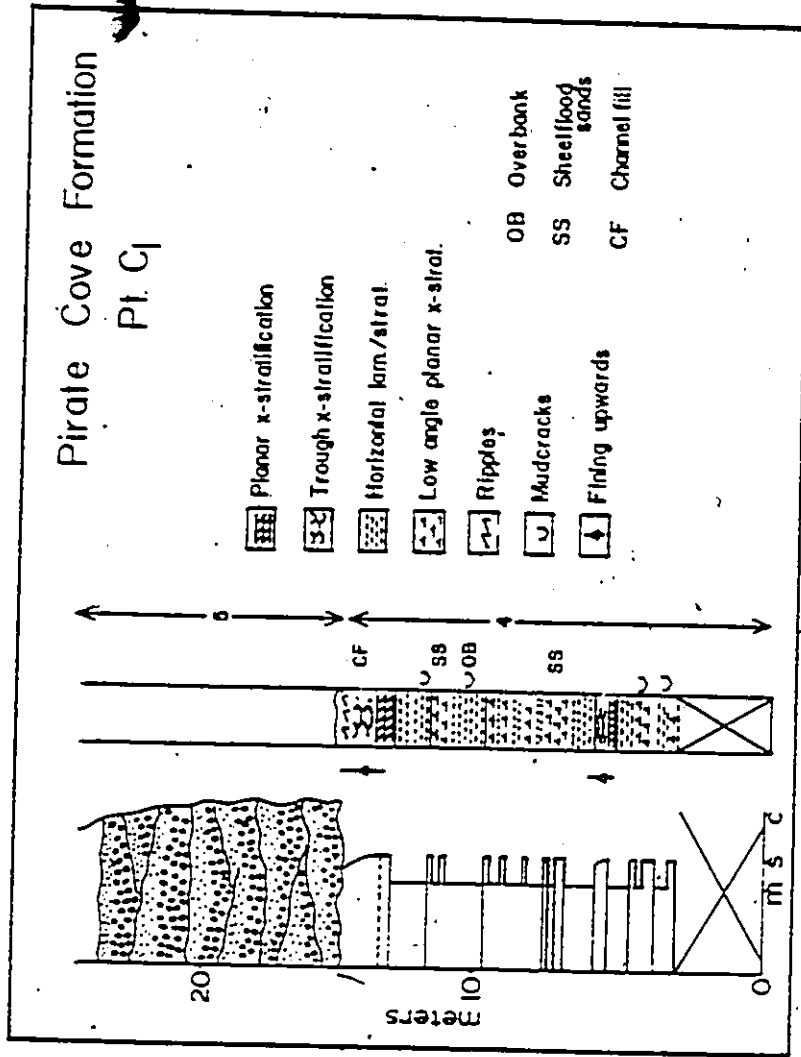 Pirate Cove Formation
Planar x-stratification
Trough x-stratification
Horizontal lam/strat.
Low angle planar x-strat.
Ripples
Mudcracks
Fining upwards
OB Overbank
SS Sheetflood
sands
CF Channel fill
4
CF
SS
OB
SS
20
10
0
meters
m s c